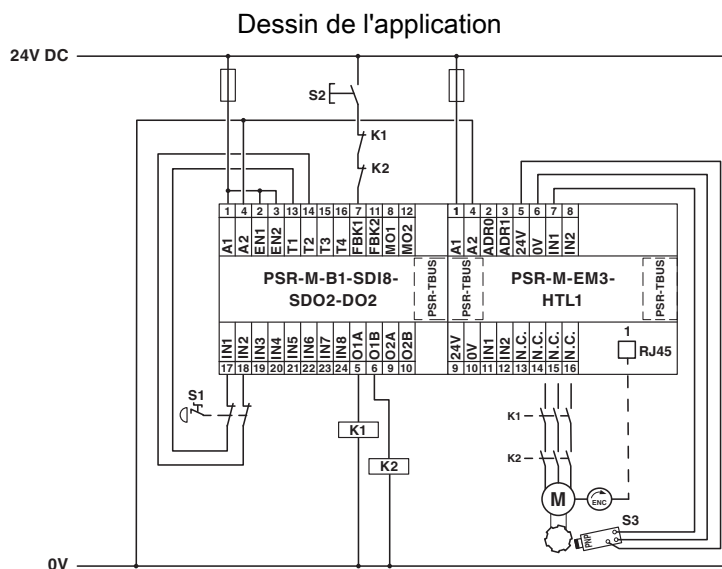 Dessin de l'application
24V DC
S2
K1
K2
1 4 2 3 13 14 15 16 7 11 8 12
A1 A2 EN1 EN2 T1 T2 T3 T4 FBK1 FBK2 MO1 MO2
1 4 2 3 5 6 7 8
A1 A2 ADR0 ADR1 24V 0V IN1 IN2
PSR-M-B1-SDI8-
SDO2-DO2
PSR-TBUS
PSR-TBUS
PSR-M-EM3-
HTL1
PSR-TBUS
IN1 IN2 IN3 IN4 IN5 IN6 IN7 IN8 O1A O1B O2A O2B
17 18 19 20 21 22 23 24 5 6 9 10
24V 0V IN1 IN2 N.C. N.C. N.C. N.C.
9 10 11 12 13 14 15 16
1
RJ45
S1
K1
K2
K1
K2
M
ENC
PNP
S3
0V